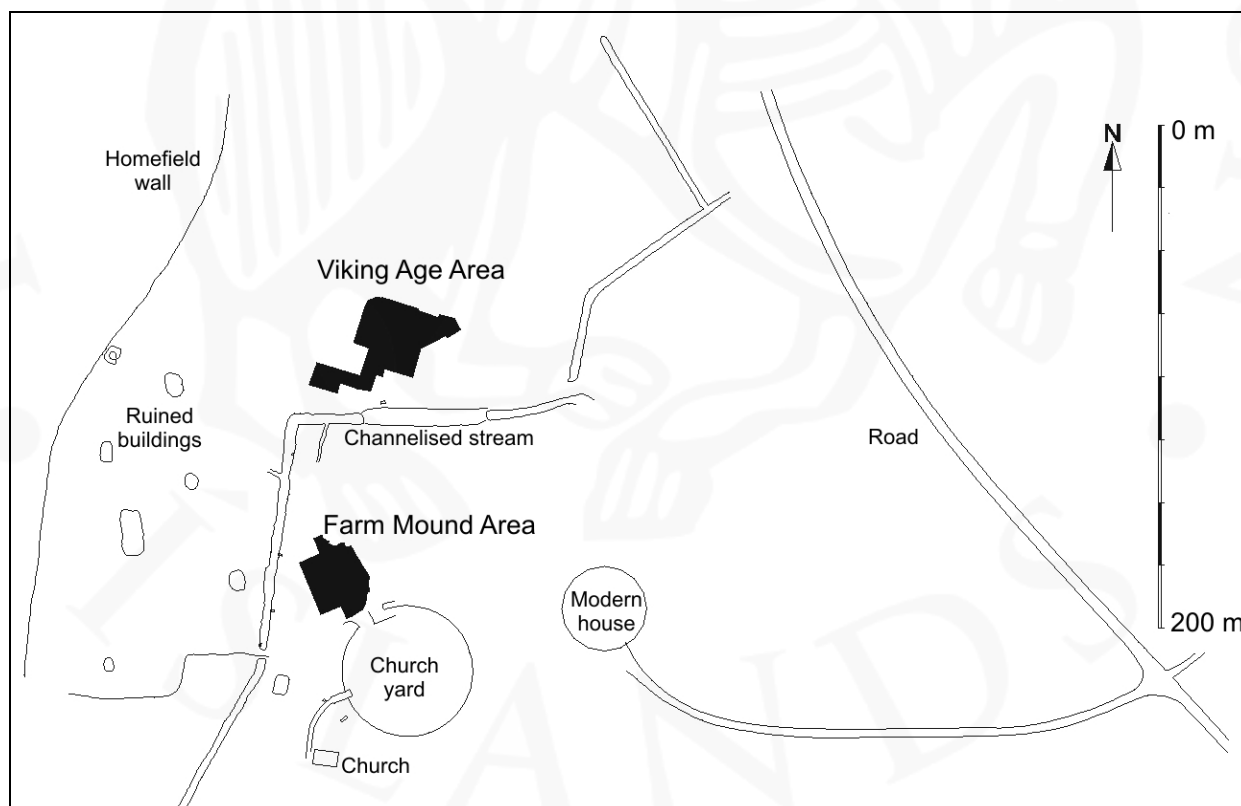 N
0 m
Homefield
wall
Viking Age Area
Ruined
buildings
Channelised stream
Road
Farm Mound Area
Modern
house
200 m
Church
yard
Church